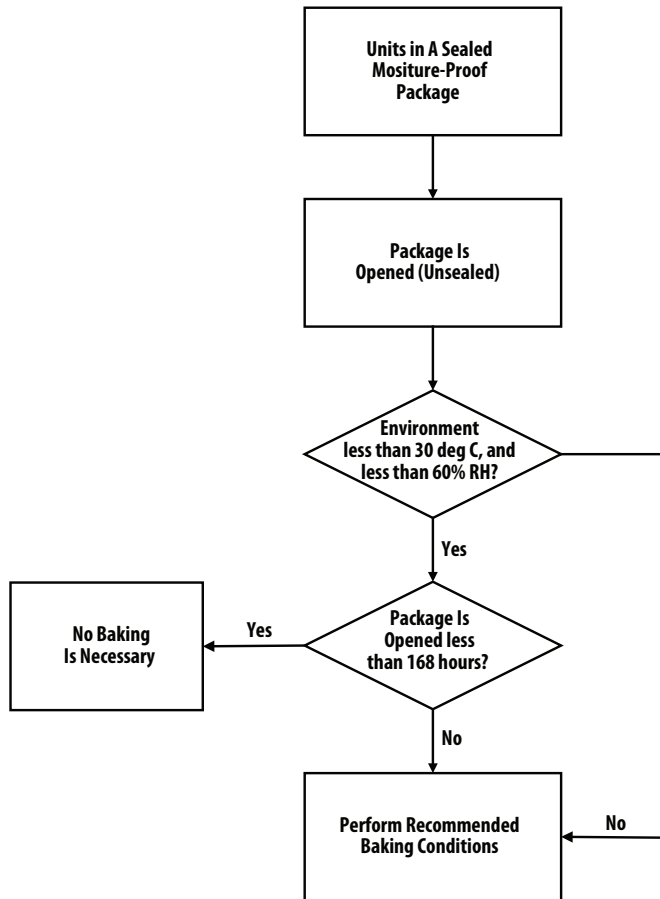 Units in A Sealed
Mositure-Proof
Package
Package Is
Opened (Unsealed)
Environment
less than 30 deg C, and
less than 60% RH?
Yes
No Baking
Is Necessary
Yes
Package Is
Opened less
than 168 hours?
No
Perform Recommended
Baking Conditions
No